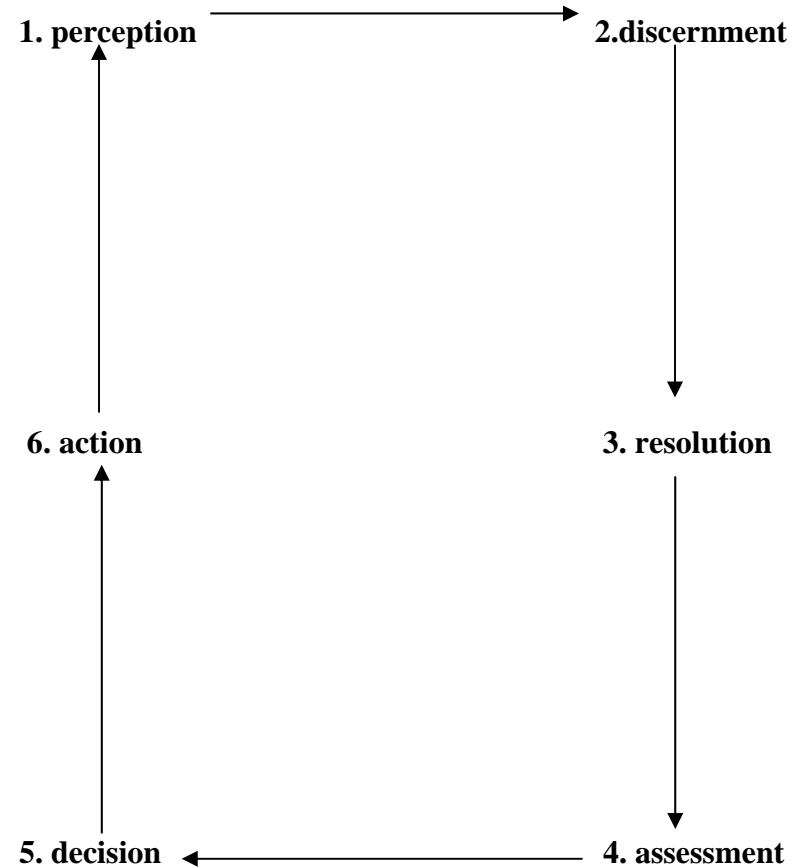 1. perception
2.discernment
6. action
3. resolution
5. decision
4. assessment